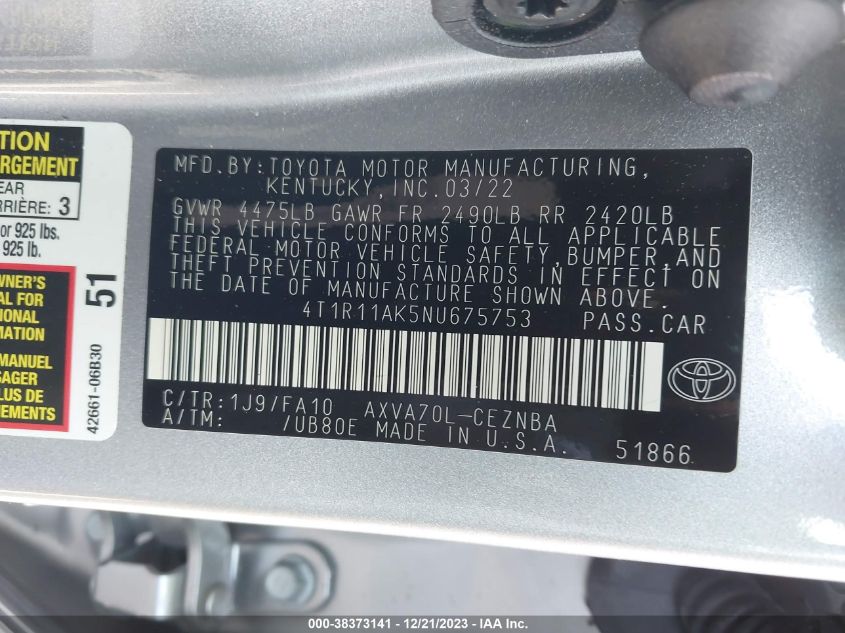 TION
RGEMENT
EAR
RRIÈRE: 3
or 925 lbs.
925 lb.
WNER'S
AL FOR
IONAL
MATION
MANUEL
SAGER
LUS DE
EMENTS
51
42661-06B30
MFD.BY:TOYOTA MOTOR MANUFACTURING,
KENTUCKY,INC.03/22
GVWR 4475LB GAWR FR 2490LB RR 2420LB
THIS VEHICLE CONFORMS TO ALL APPLICABLE
FEDERAL MOTOR VEHICLE SAFETY,BUMPER,AND
THEFT PREVENTION STANDARDS IN EFFECT ON
THE DATE OF MANUFACTURE SHOWN ABOVE.
4T1R11AK5NU675753 PASS.CAR
C/TR:1J9/FA10 AXVA70L-CEZNBA
A/TM: /UB80E MADE IN U.S.A. 51866
000-38373141 - 12/21/2023 - IAA Inc.